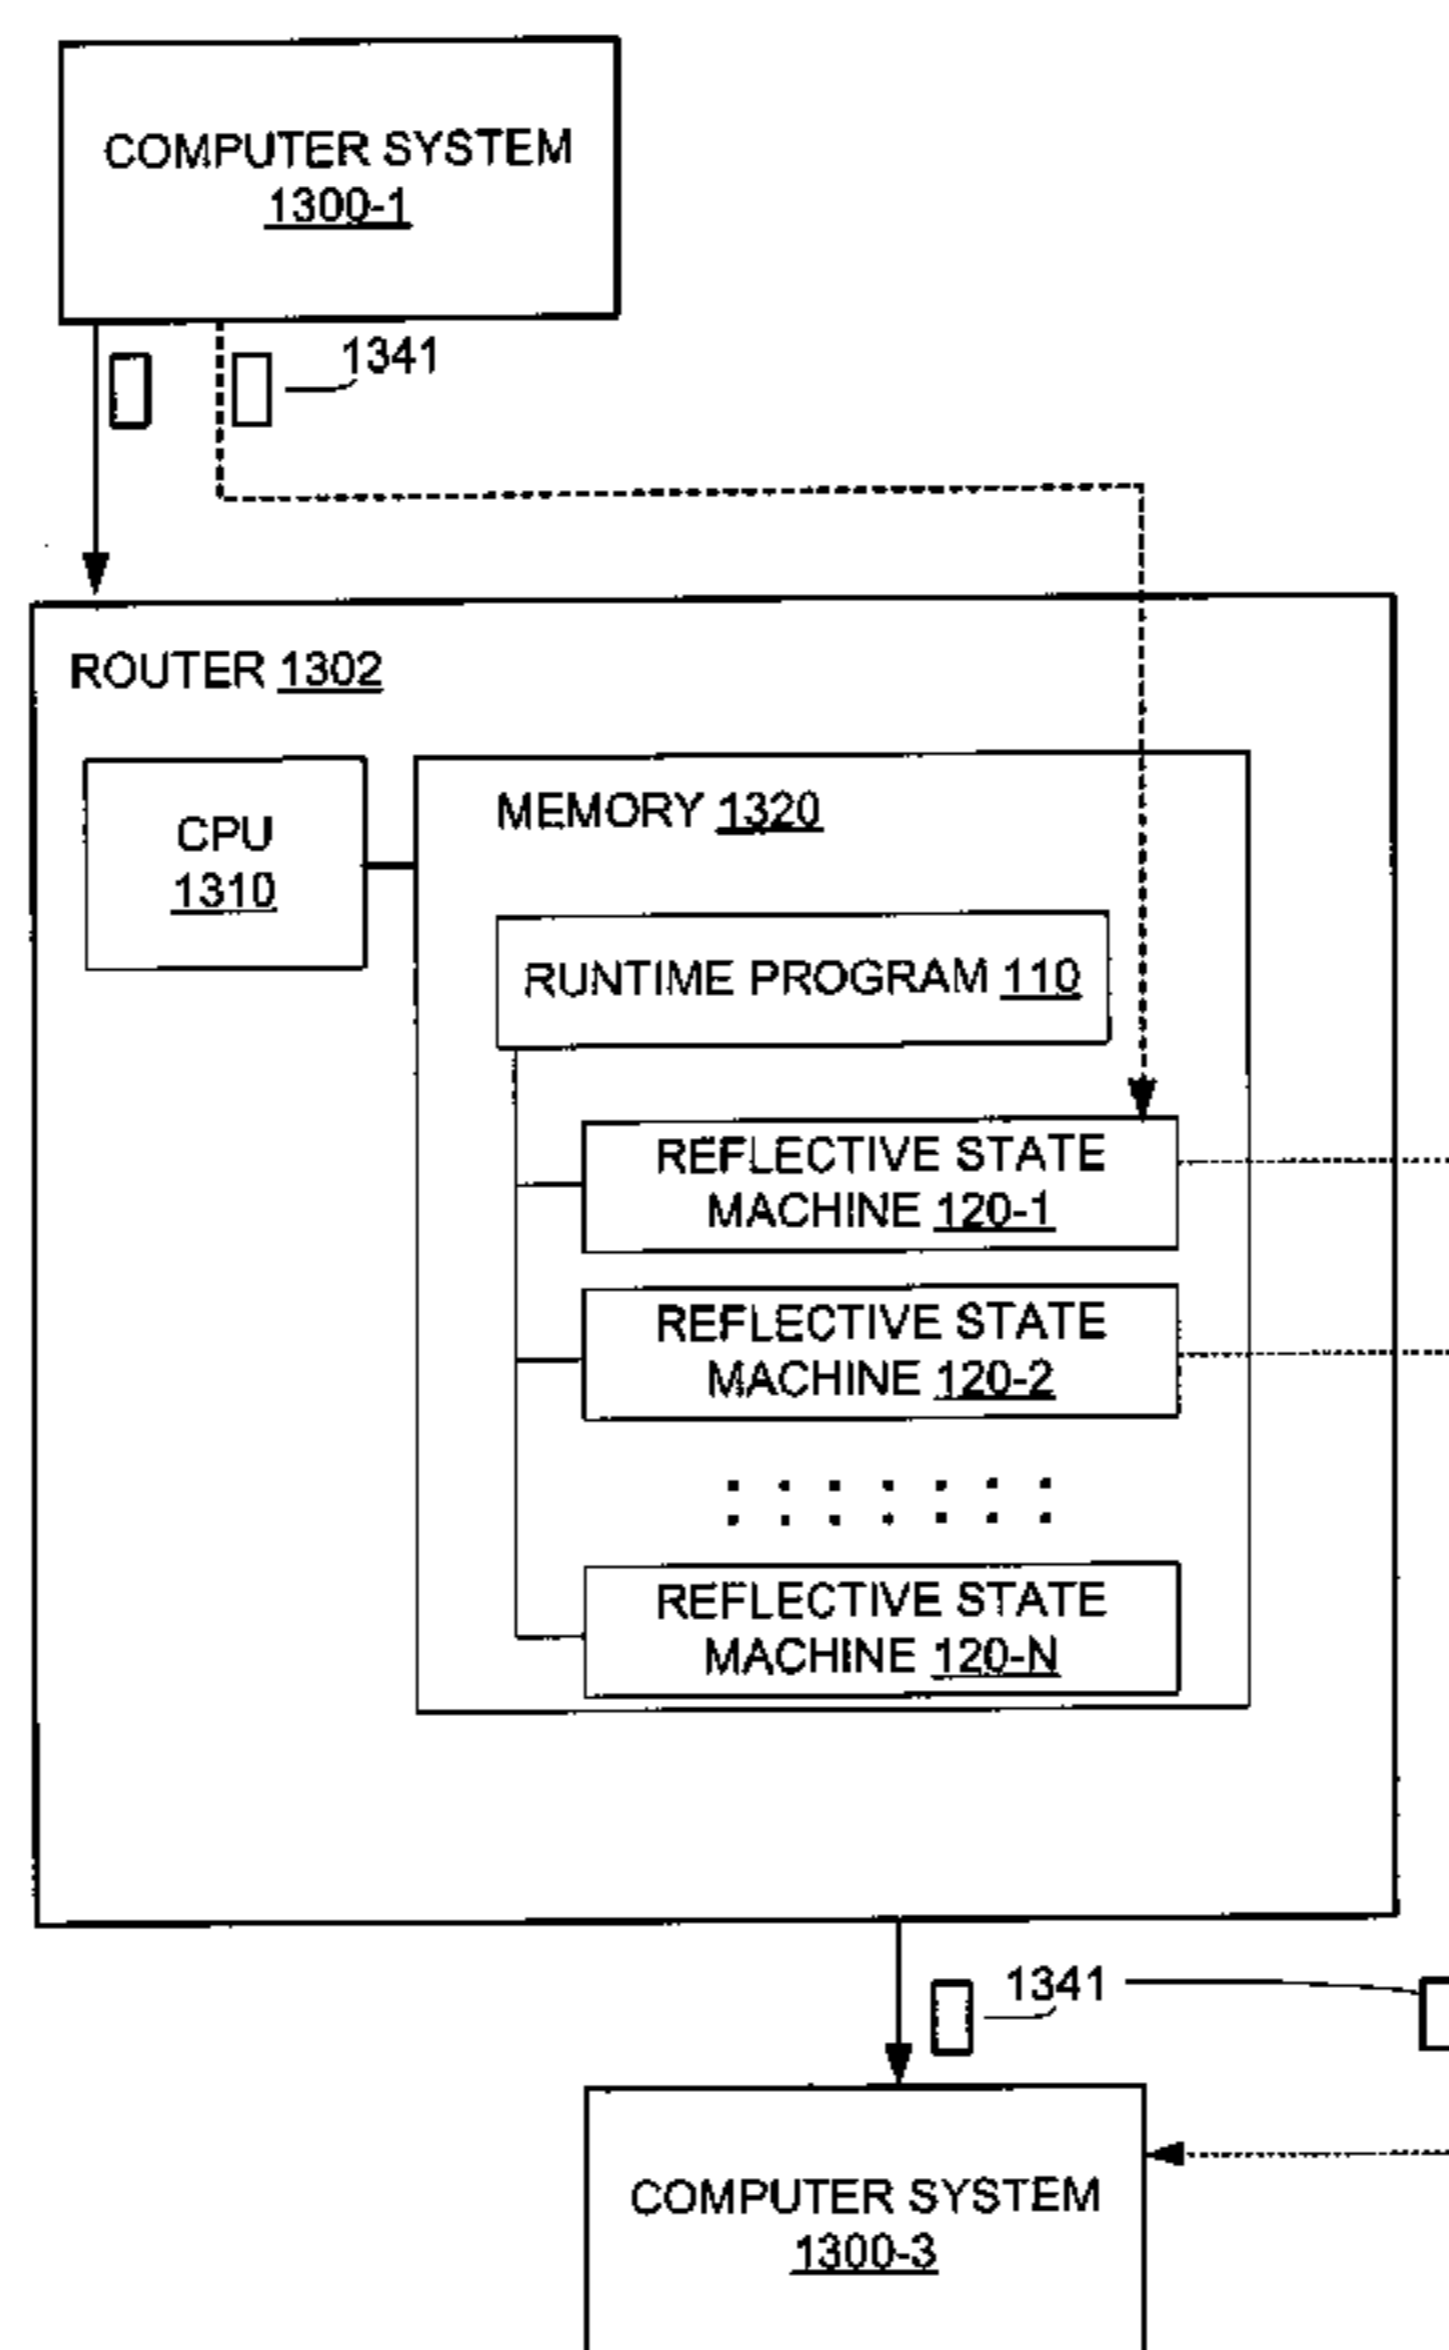 COMPUTER SYSTEM
1300-1
1341
ROUTER 1302
CPU
1310
MEMORY 1320
RUNTIME PROGRAM 110
REFLECTIVE STATE
MACHINE 120-1
REFLECTIVE STATE
MACHINE 120-2
REFLECTIVE STATE
MACHINE 120-N
1341
COMPUTER SYSTEM
1300-3